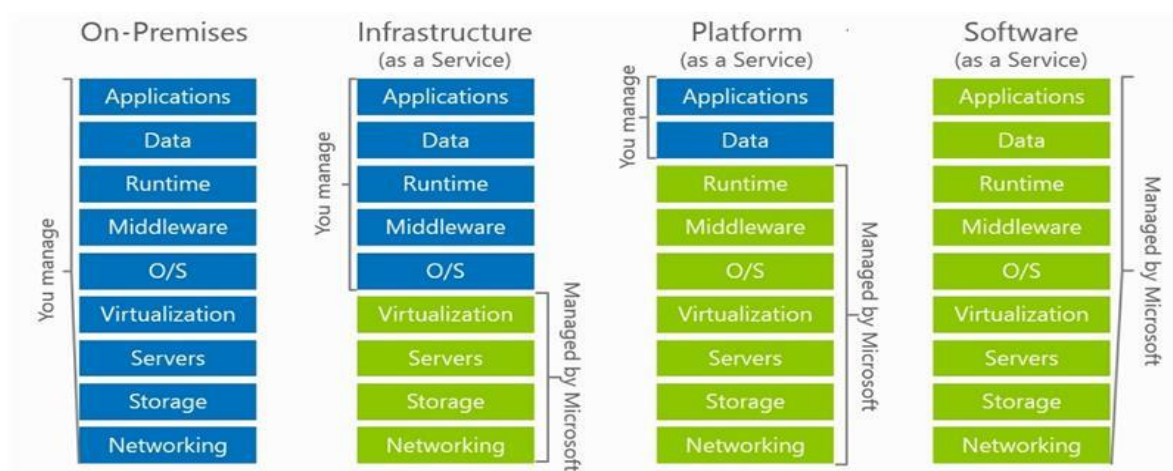 On-Premises
You manage
Applications
Data
Runtime
Middleware
O/S
Virtualization
Servers
Storage
Networking
Infrastructure
(as a Service)
You manage
Applications
Data
Runtime
Middleware
O/S
Virtualization
Servers
Storage
Networking
Managed by Microsoft
Platform
(as a Service)
You manage
Applications
Data
Runtime
Middleware
O/S
Virtualization
Servers
Storage
Networking
Managed by Microsoft
Software
(as a Service)
Applications
Data
Runtime
Middleware
O/S
Virtualization
Servers
Storage
Networking
Managed by Microsoft